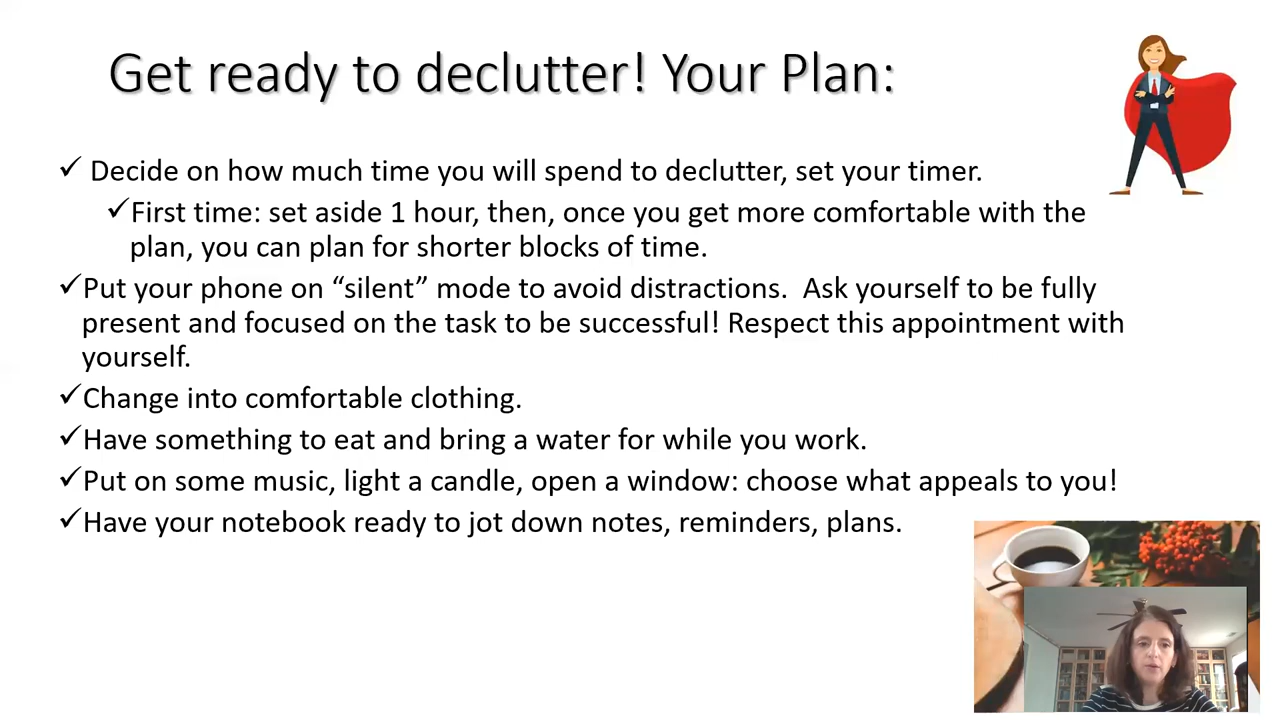 Get ready to declutter! Your Plan:
✓ Decide on how much time you will spend to declutter, set your timer.
✓First time: set aside 1 hour, then, once you get more comfortable with the
plan, you can plan for shorter blocks of time.
✓Put your phone on “silent” mode to avoid distractions.  Ask yourself to be fully
present and focused on the task to be successful! Respect this appointment with
yourself.
✓Change into comfortable clothing.
✓Have something to eat and bring a water for while you work.
✓Put on some music, light a candle, open a window: choose what appeals to you!
✓Have your notebook ready to jot down notes, reminders, plans.